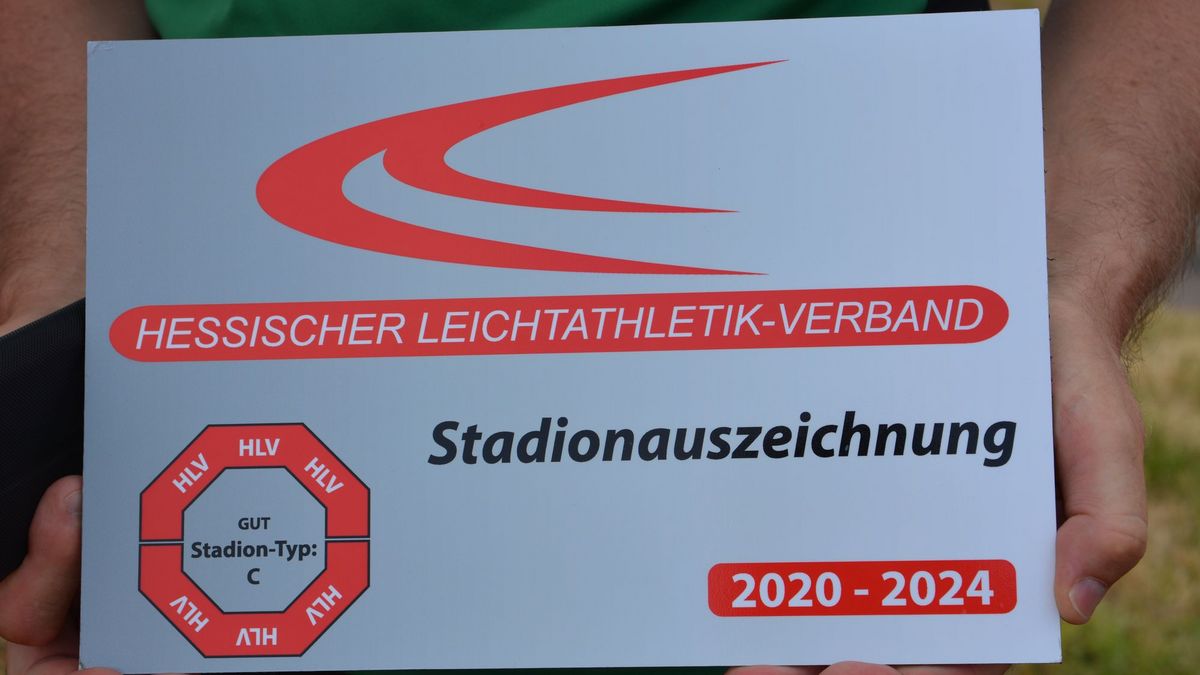 HESSISCHER LEICHTATHLETIK-VERBAND
Stadionauszeichnung
HLV
HLV
HLV
GUT
Stadion-Typ:
C
HLV
HLV
HLV
2020 - 2024